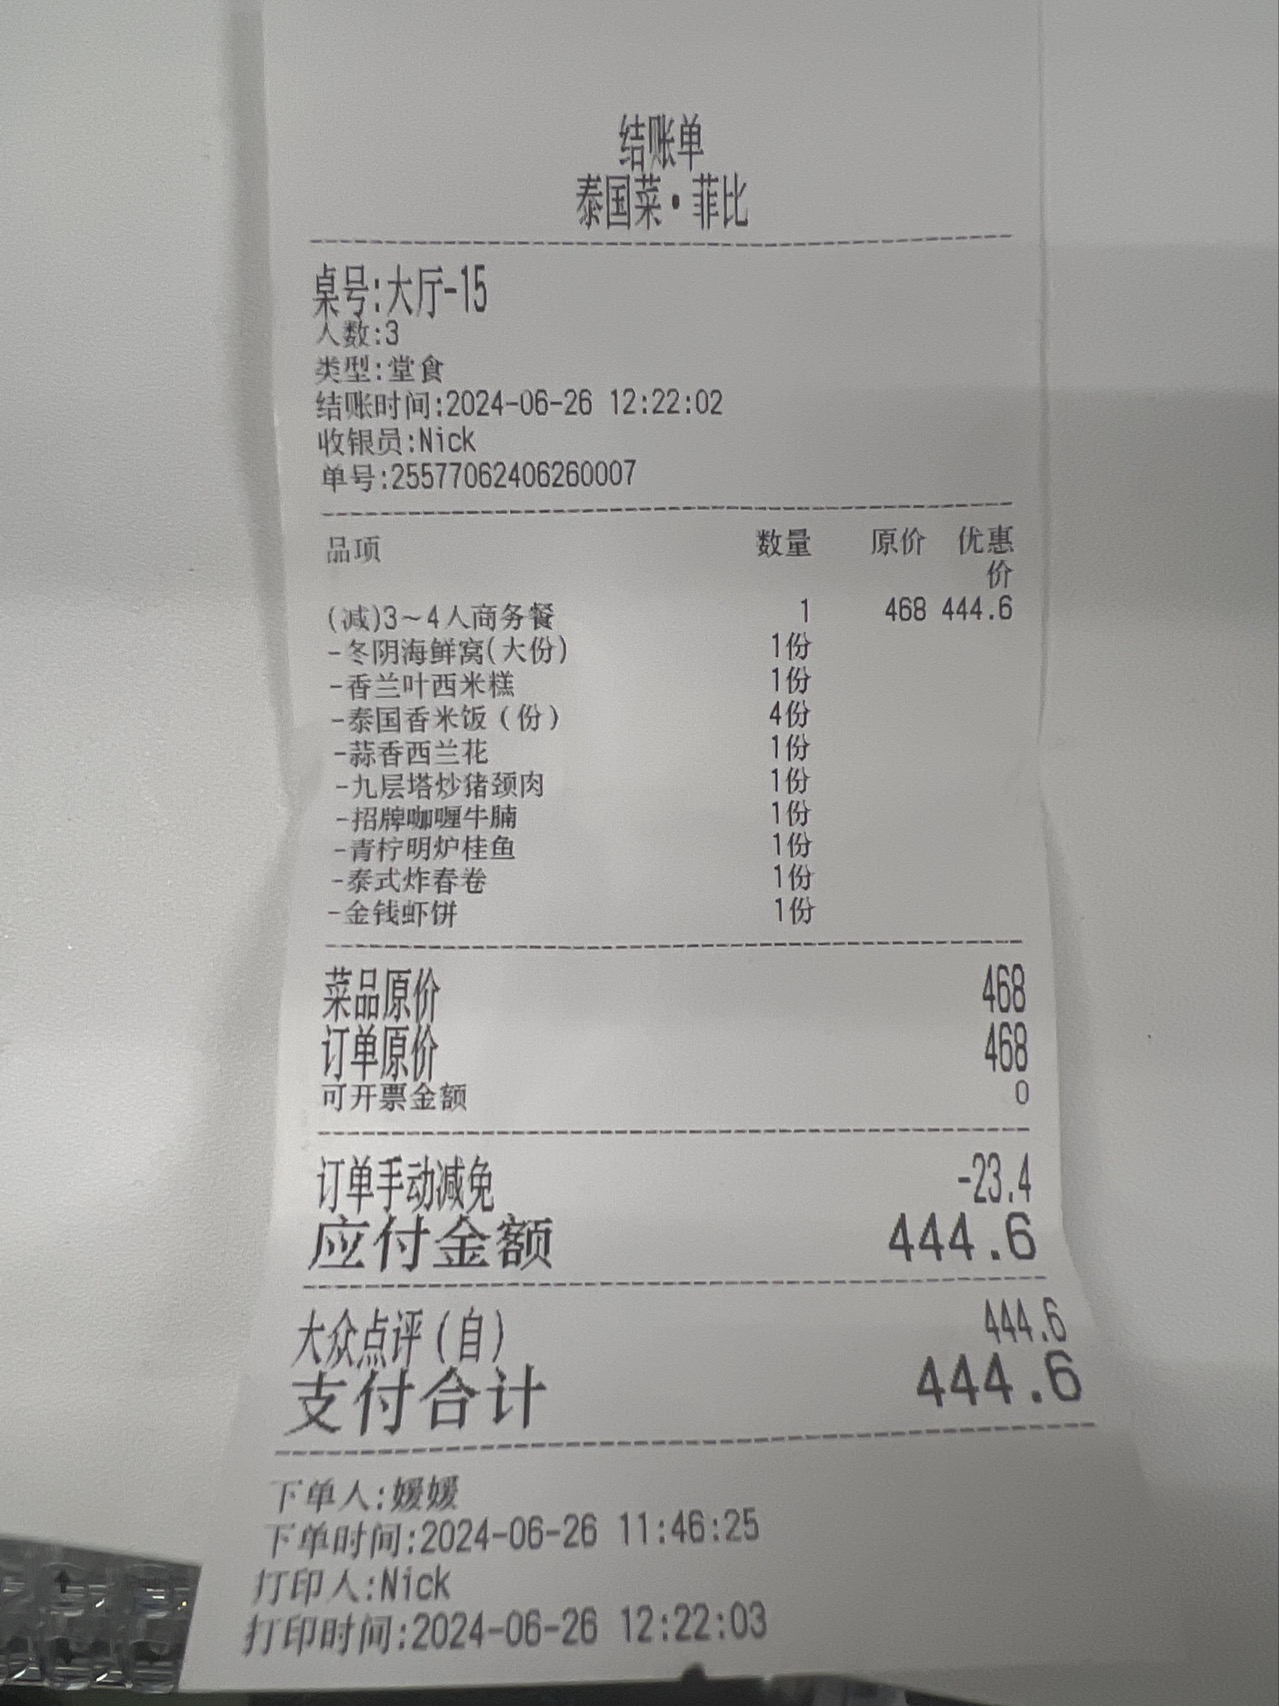 结账单
泰国菜·菲比
桌号:大厅-15
人数:3
类型:堂食
结账时间:2024-06-26 12:22:02
收银员:Nick
单号:25577062406260007
品项 数量 原价 优惠价
(减)3~4人商务餐 1 468 444.6
-冬阴海鲜窝(大份) 1份
-香兰叶西米糕 1份
-泰国香米饭(份) 4份
-蒜香西兰花 1份
-九层塔炒猪颈肉 1份
-招牌咖喱牛腩 1份
-青柠明炉桂鱼 1份
-泰式炸春卷 1份
-金钱虾饼 1份
菜品原价 468
订单原价 468
可开票金额 0
订单手动减免 -23.4
应付金额 444.6
大众点评(自) 444.6
支付合计 444.6
下单人:媛媛
下单时间:2024-06-26 11:46:25
打印人:Nick
打印时间:2024-06-26 12:22:03